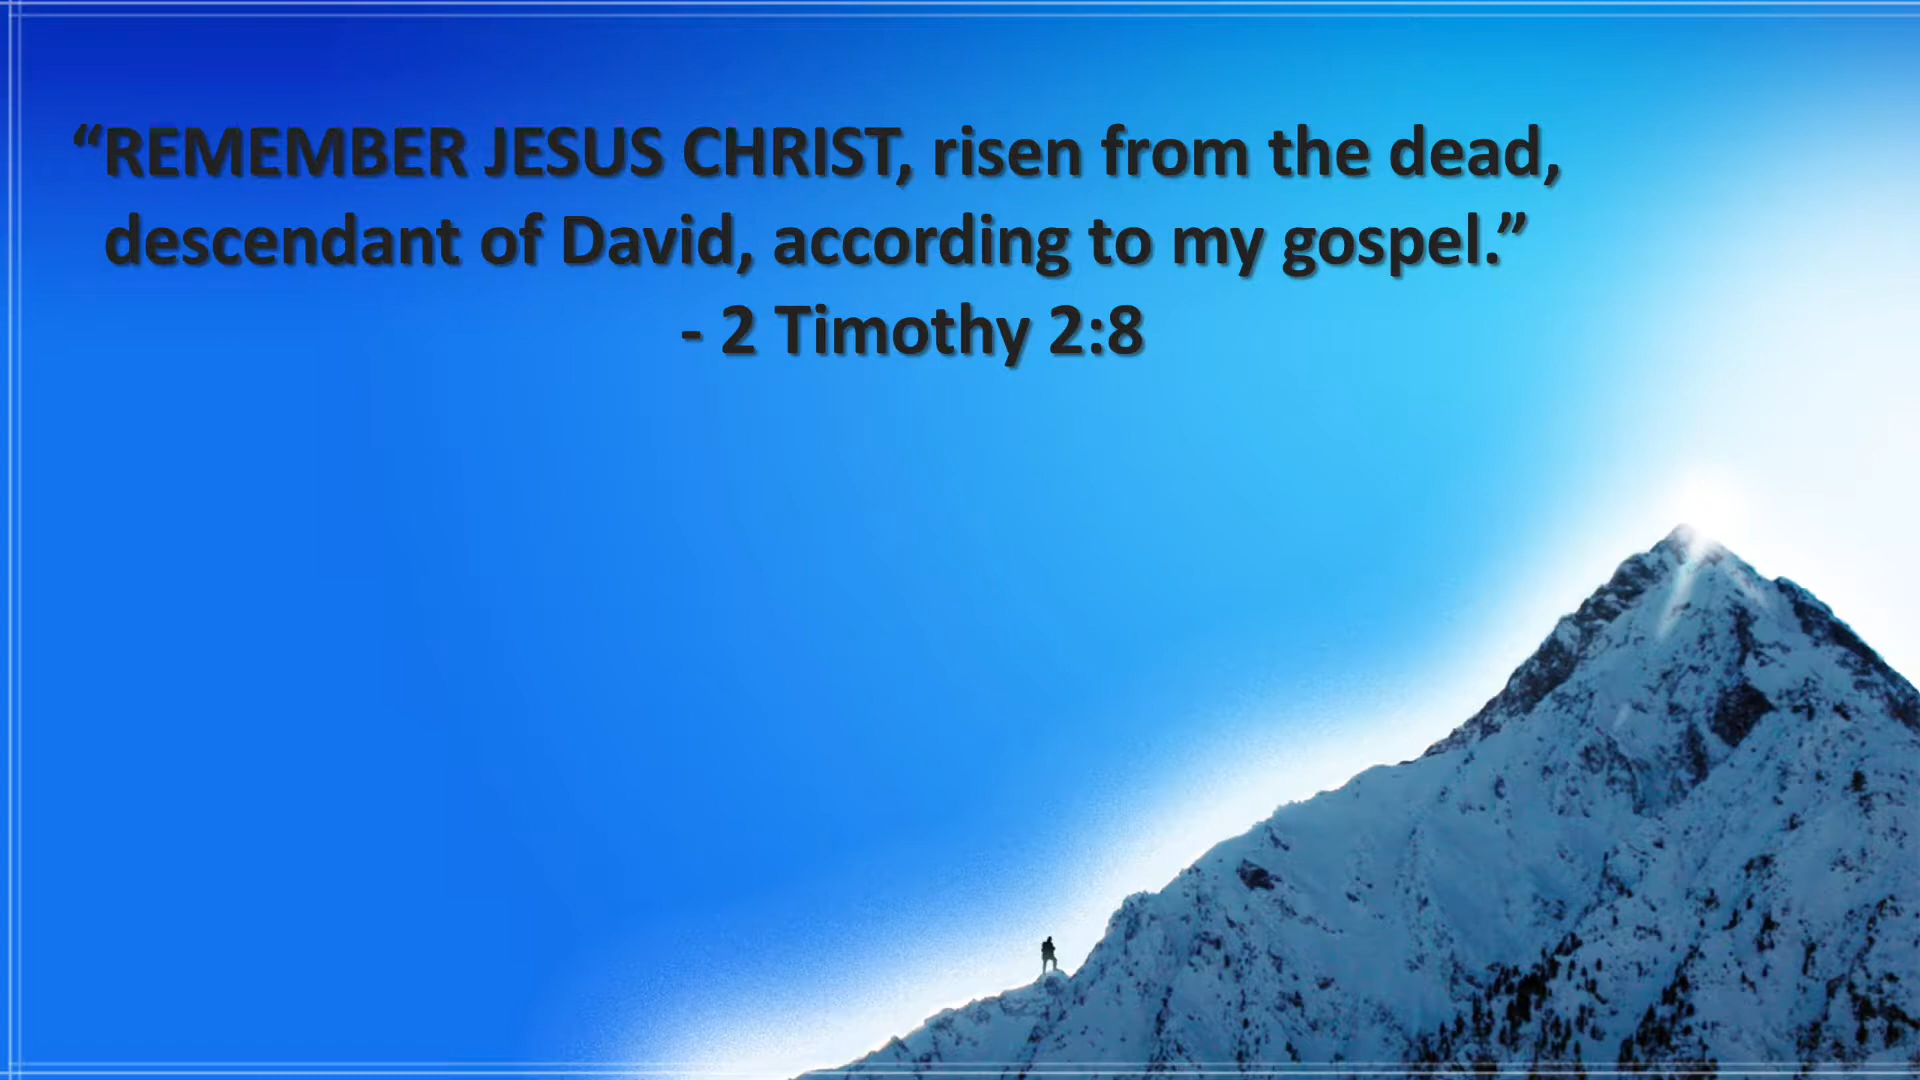 “REMEMBER JESUS CHRIST, risen from the dead,
descendant of David, according to my gospel.”
- 2 Timothy 2:8